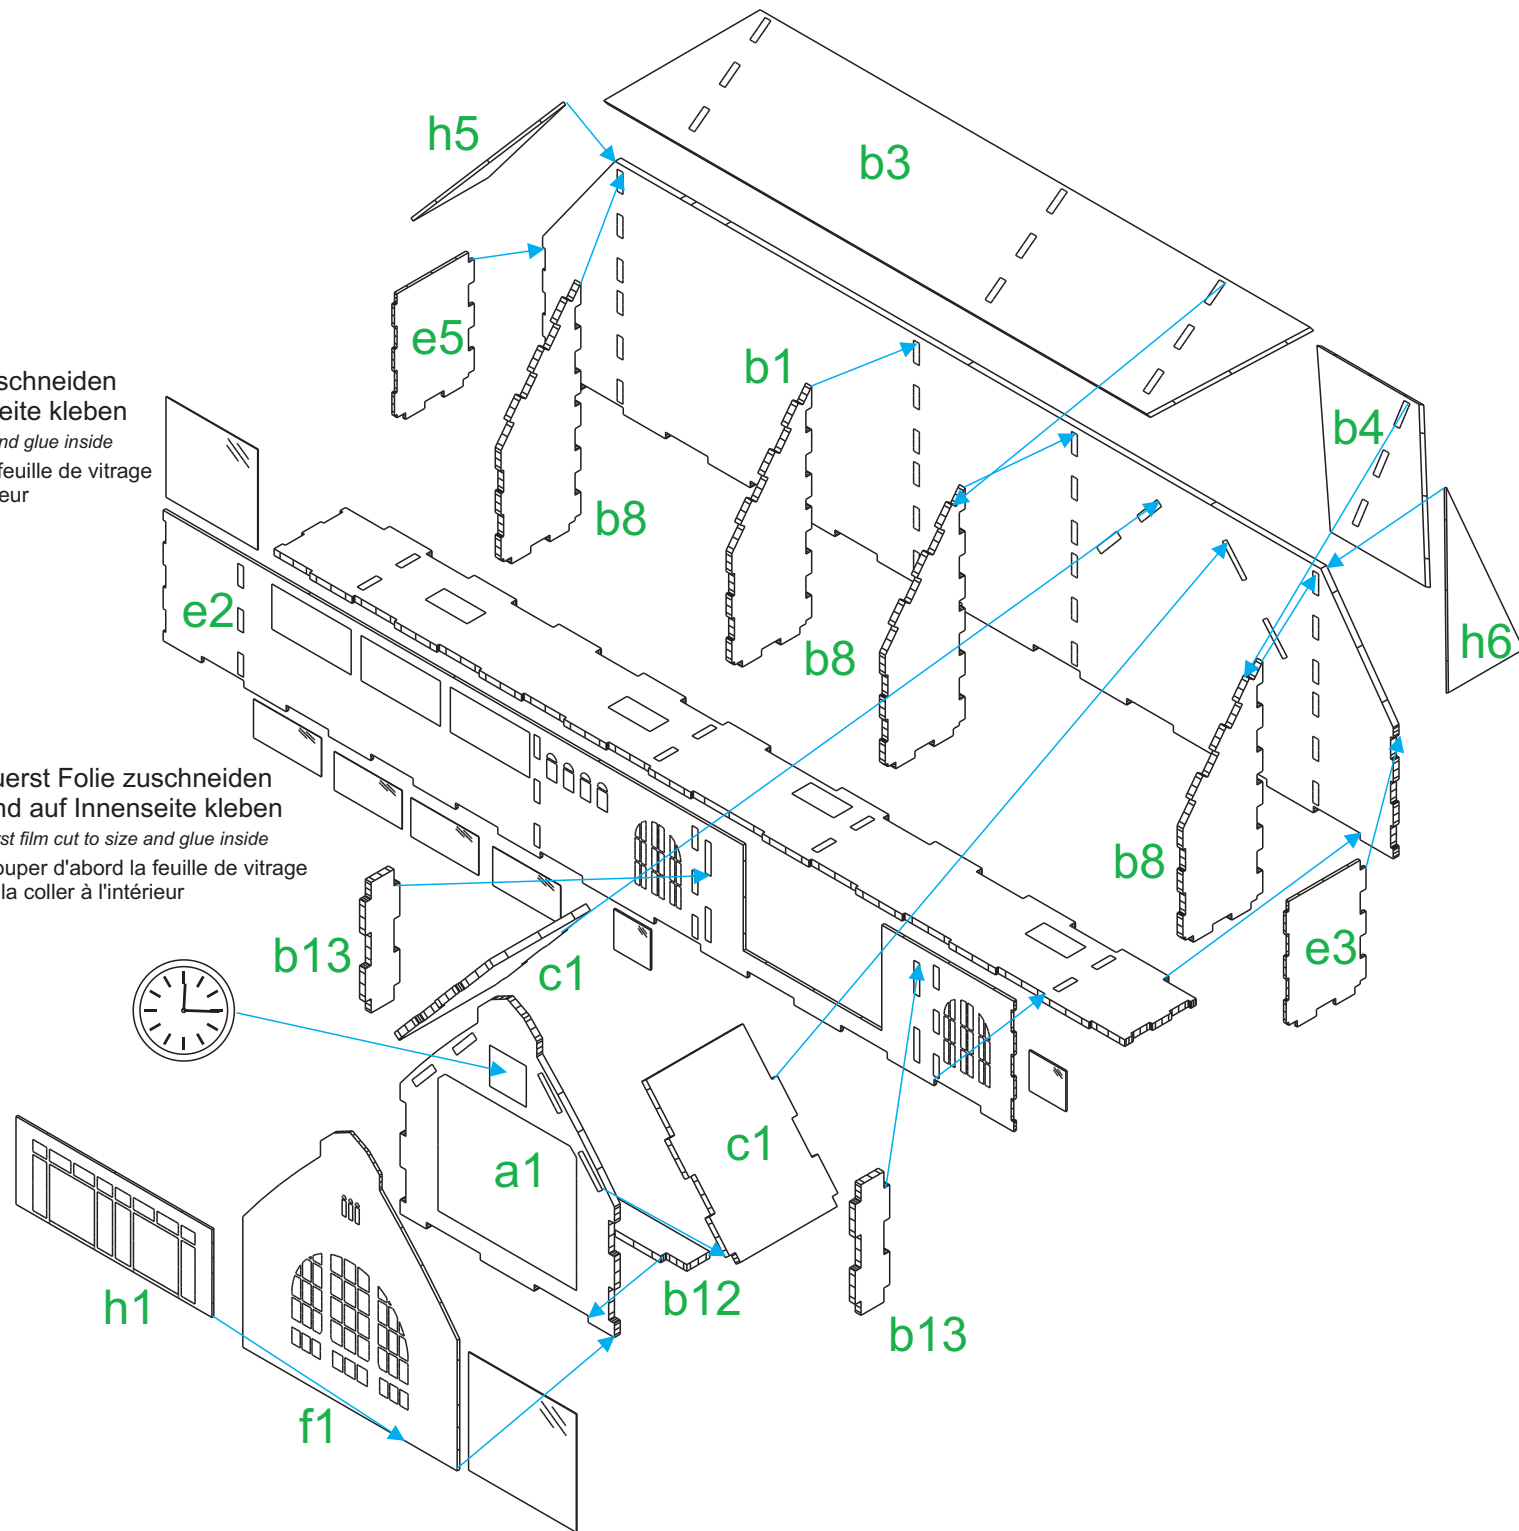 h5
b3
e5
b1
b4
schneiden
eite kleben
nd glue inside
feuille de vitrage
eur
b8
e2
b8
h6
uerst Folie zuschneiden
nd auf Innenseite kleben
rst film cut to size and glue inside
ouper d'abord la feuille de vitrage
la coller à l'intérieur
b8
e3
b13
c1
a1
c1
h1
b12
b13
f1